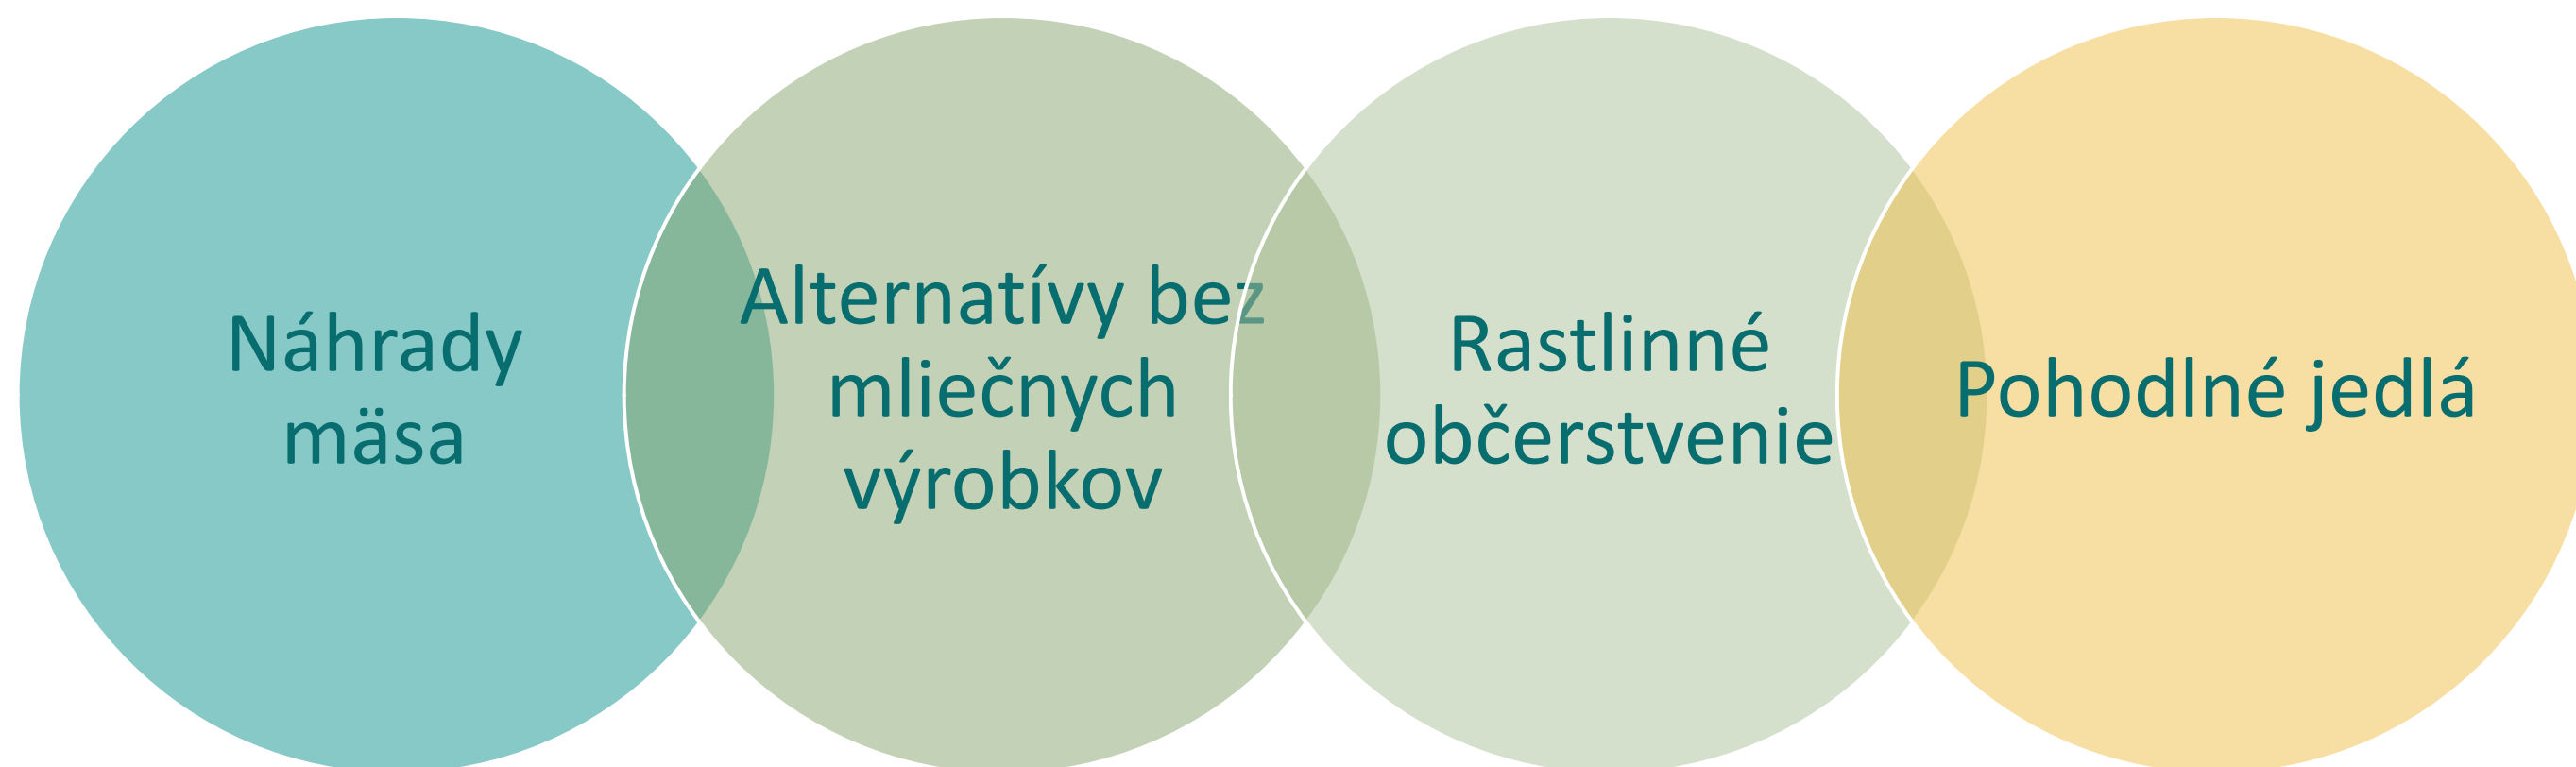 Náhrady
mäsa
Alternatívy bez
mliečnych
výrobkov
Rastlinné
občerstvenie
Pohodlné jedlá